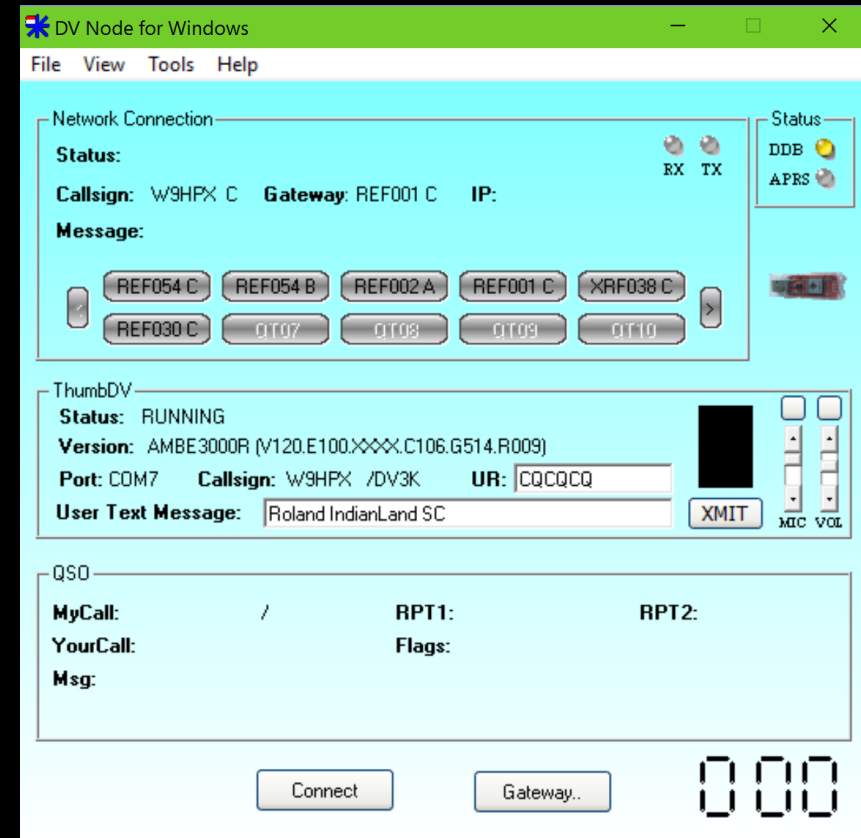 DV Node for Windows
File View Tools Help
Network Connection
Status
Status:
RX TX
DDB
APRS
Callsign: W9HPX C Gateway: REF001 C IP:
Message:
< REF054 C REF054 B REF002 A REF001 C XRF038 C >
REF030 C QT07 QT08 QT09 QT10
ThumbDV
Status: RUNNING
Version: AMBE3000R (V120.E100.XXXX.C106.G514.R009)
Port: COM7 Callsign: W9HPX /DV3K UR: CQCQCQ
User Text Message: Roland IndianLand SC XMIT
MIC VOL
QSO
MyCall: / RPT1: RPT2:
YourCall: Flags:
Msg:
Connect Gateway.. 000